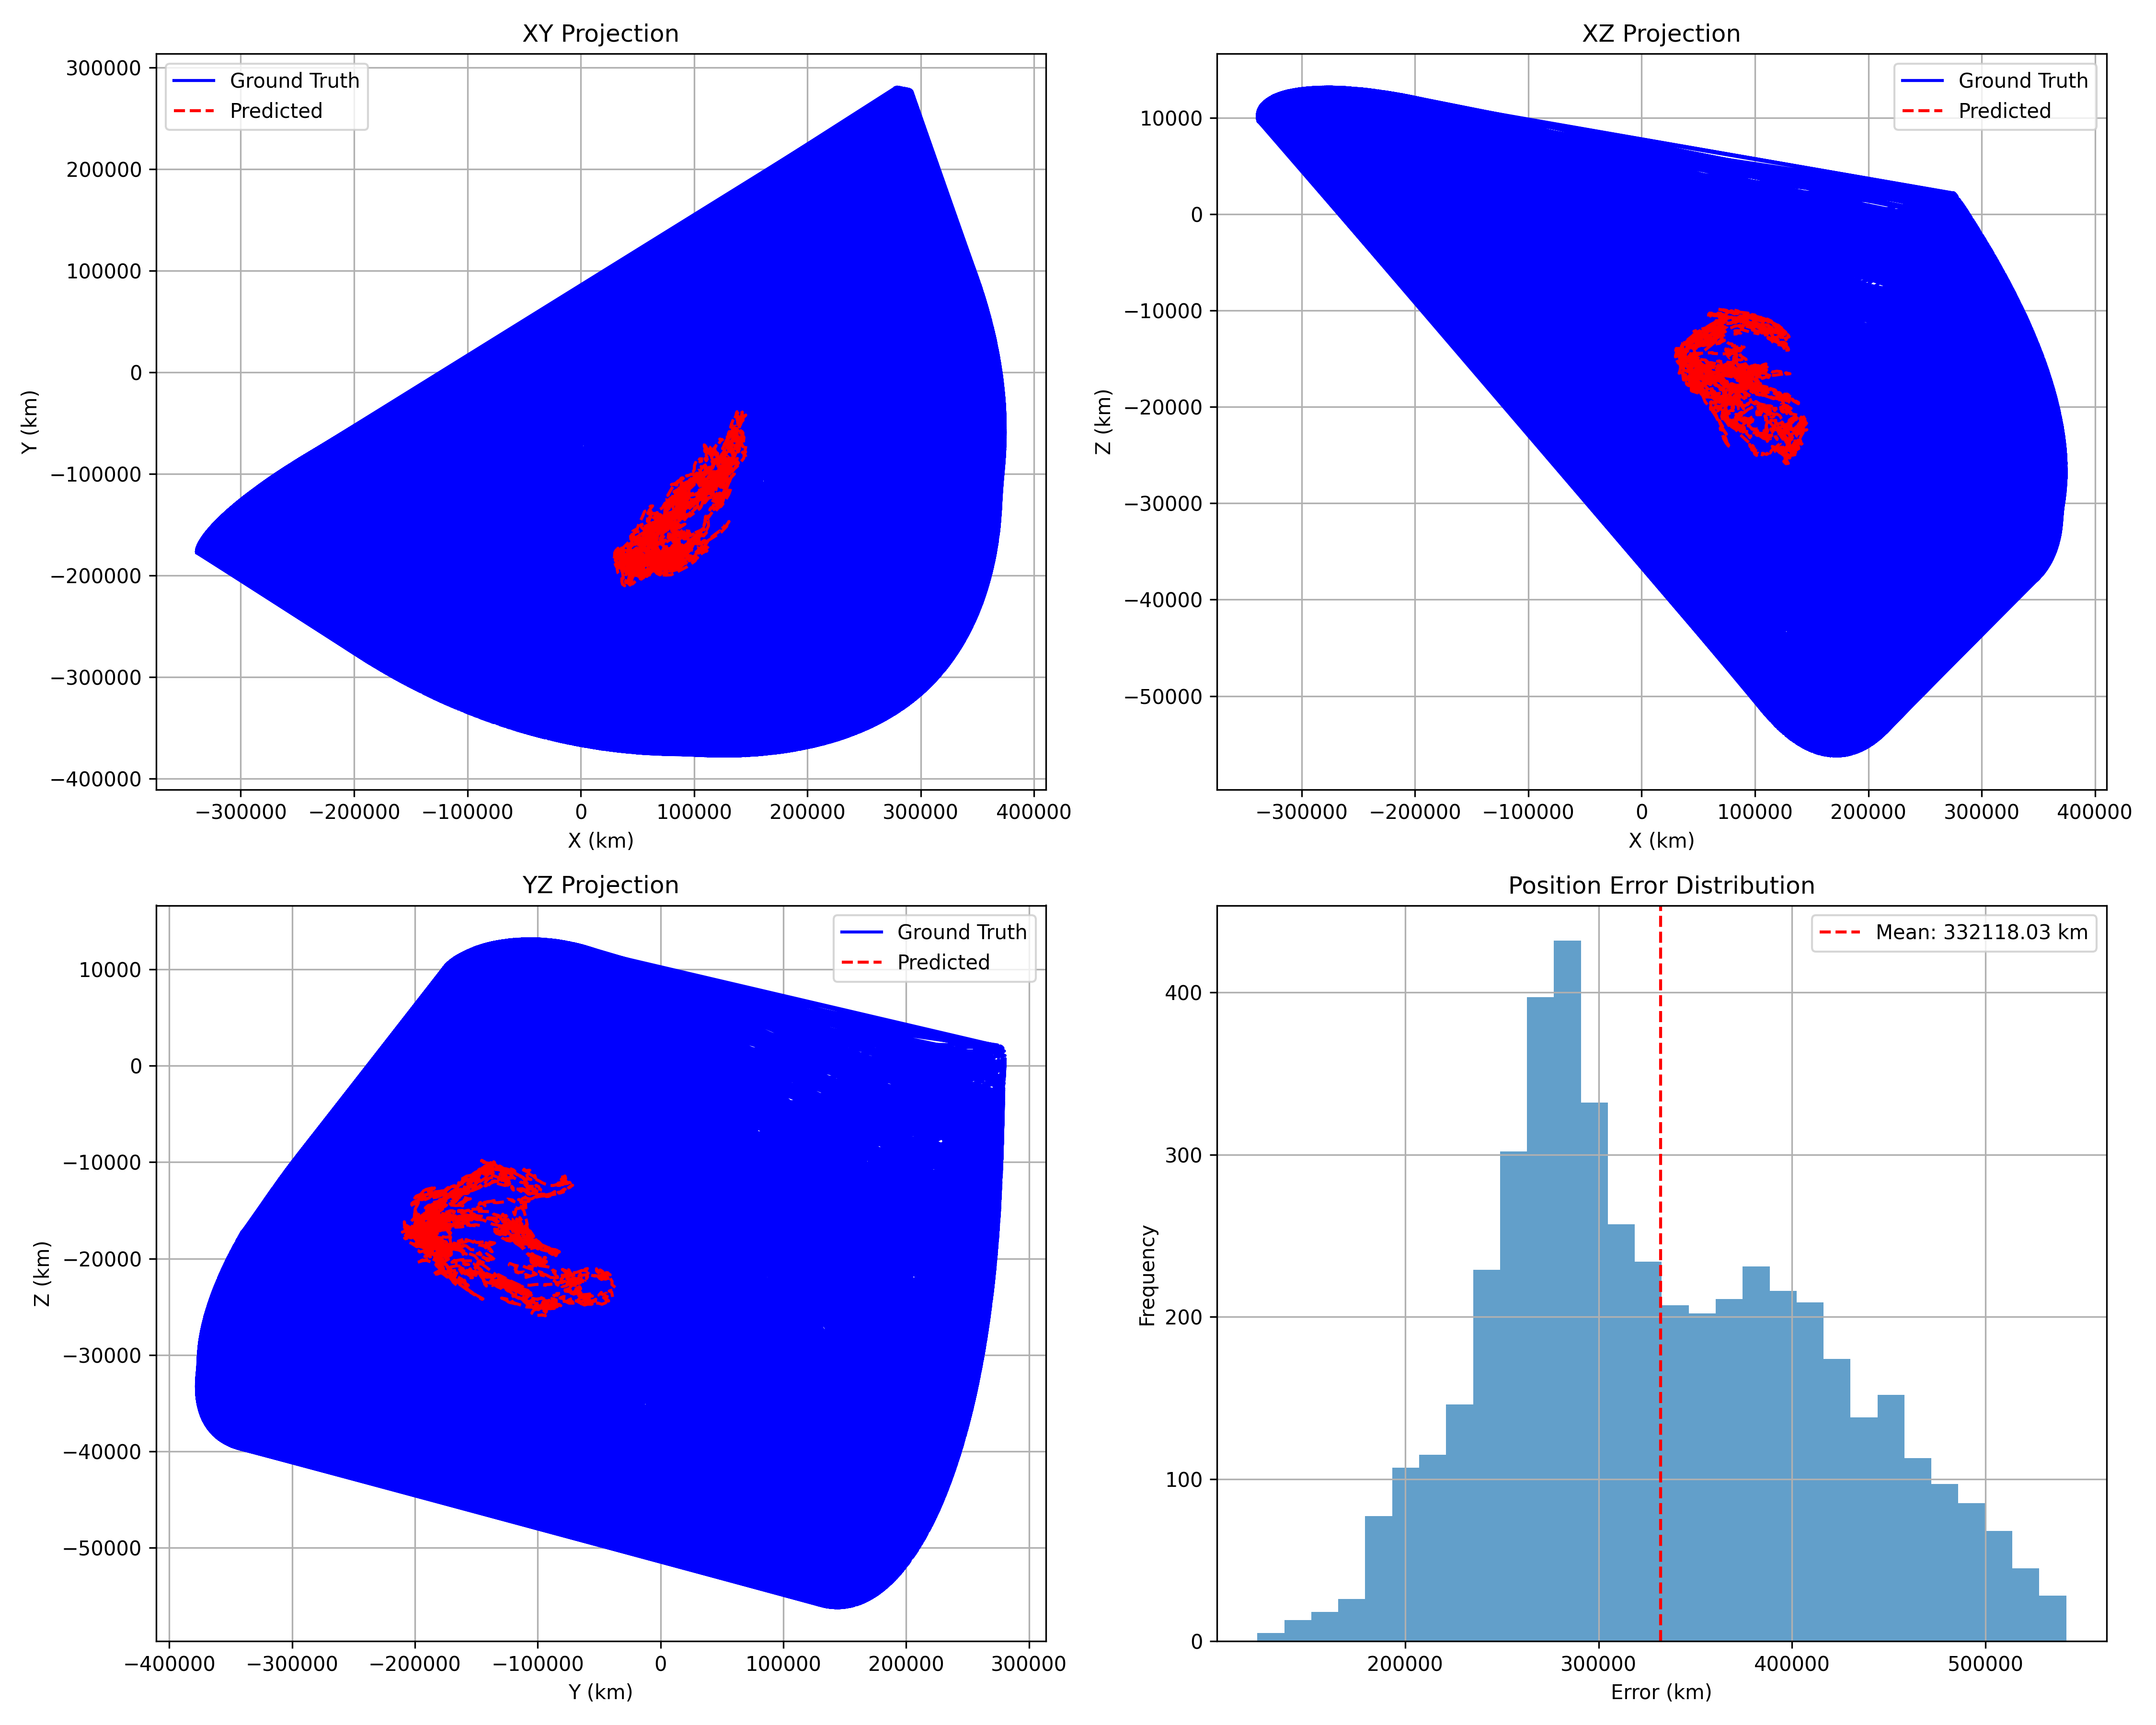 XY Projection
300000
200000
100000
0
−100000
−200000
−300000
−400000
Y (km)
Ground Truth
Predicted
−300000 −200000 −100000 0 100000 200000 300000 400000
X (km)
XZ Projection
10000
0
−10000
−20000
−30000
−40000
−50000
Z (km)
Ground Truth
Predicted
−300000 −200000 −100000 0 100000 200000 300000 400000
X (km)
YZ Projection
10000
0
−10000
−20000
−30000
−40000
−50000
Z (km)
Ground Truth
Predicted
−400000 −300000 −200000 −100000 0 100000 200000 300000
Y (km)
Position Error Distribution
400
300
200
100
0
Frequency
Mean: 332118.03 km
200000 300000 400000 500000
Error (km)